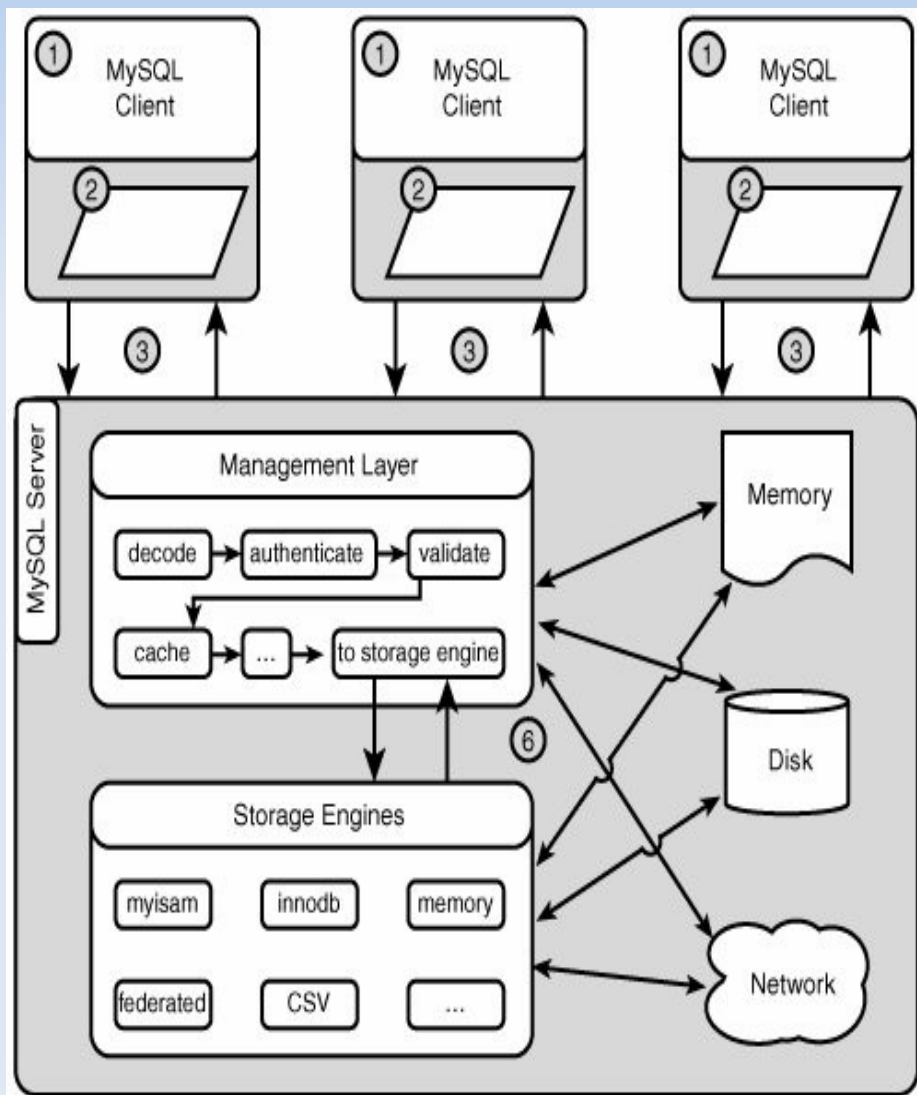 1
MySQL
Client
2
1
MySQL
Client
2
1
MySQL
Client
2
3
3
3
MySQL Server
Management Layer
decode
authenticate
validate
cache
...
to storage engine
Memory
6
Disk
Storage Engines
myisam
innodb
memory
federated
CSV
...
Network